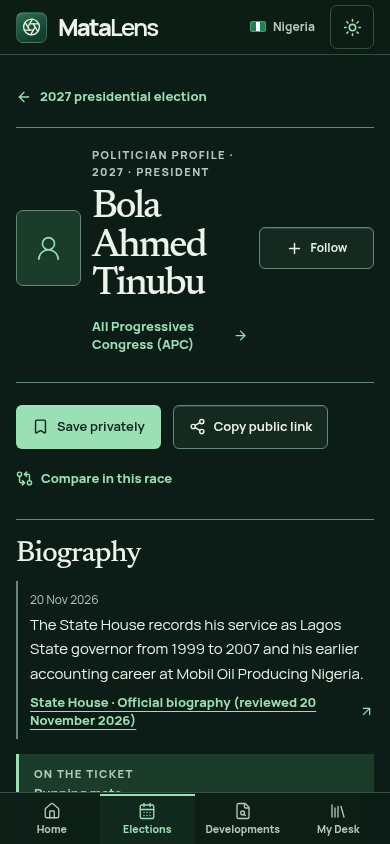 MataLens
Nigeria
2027 presidential election
POLITICIAN PROFILE ·
2027 · PRESIDENT
Bola
Ahmed
Tinubu
Follow
All Progressives
Congress (APC)
Save privately
Copy public link
Compare in this race
Biography
20 Nov 2026
The State House records his service as Lagos
State governor from 1999 to 2007 and his earlier
accounting career at Mobil Oil Producing Nigeria.
State House · Official biography (reviewed 20
November 2026)
ON THE TICKET
Running mate
Home
Elections
Developments
My Desk